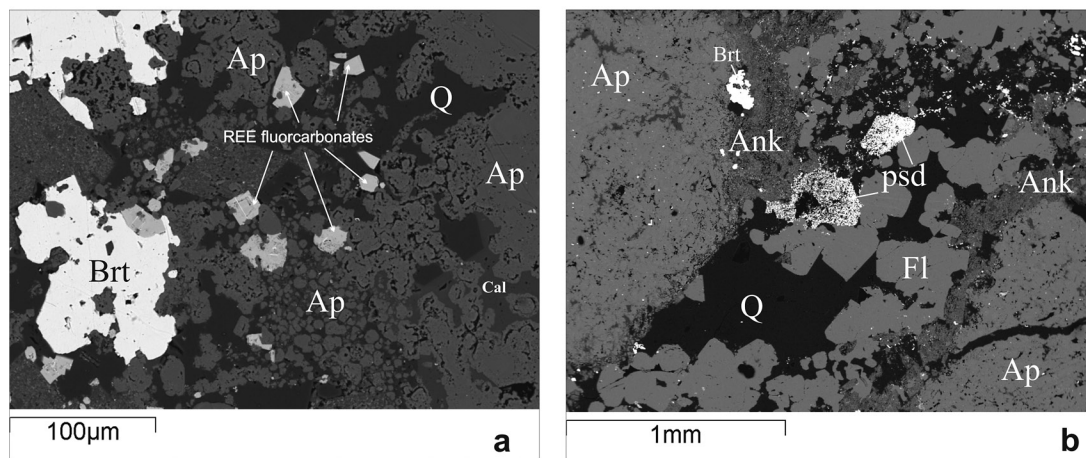 Ap
Q
REE fluorcarbonates
Ap
Brt
Cal
Ap
100µm
a
Brt
Ap
Ank
psd
Ank
Fl
Q
Ap
1mm
b